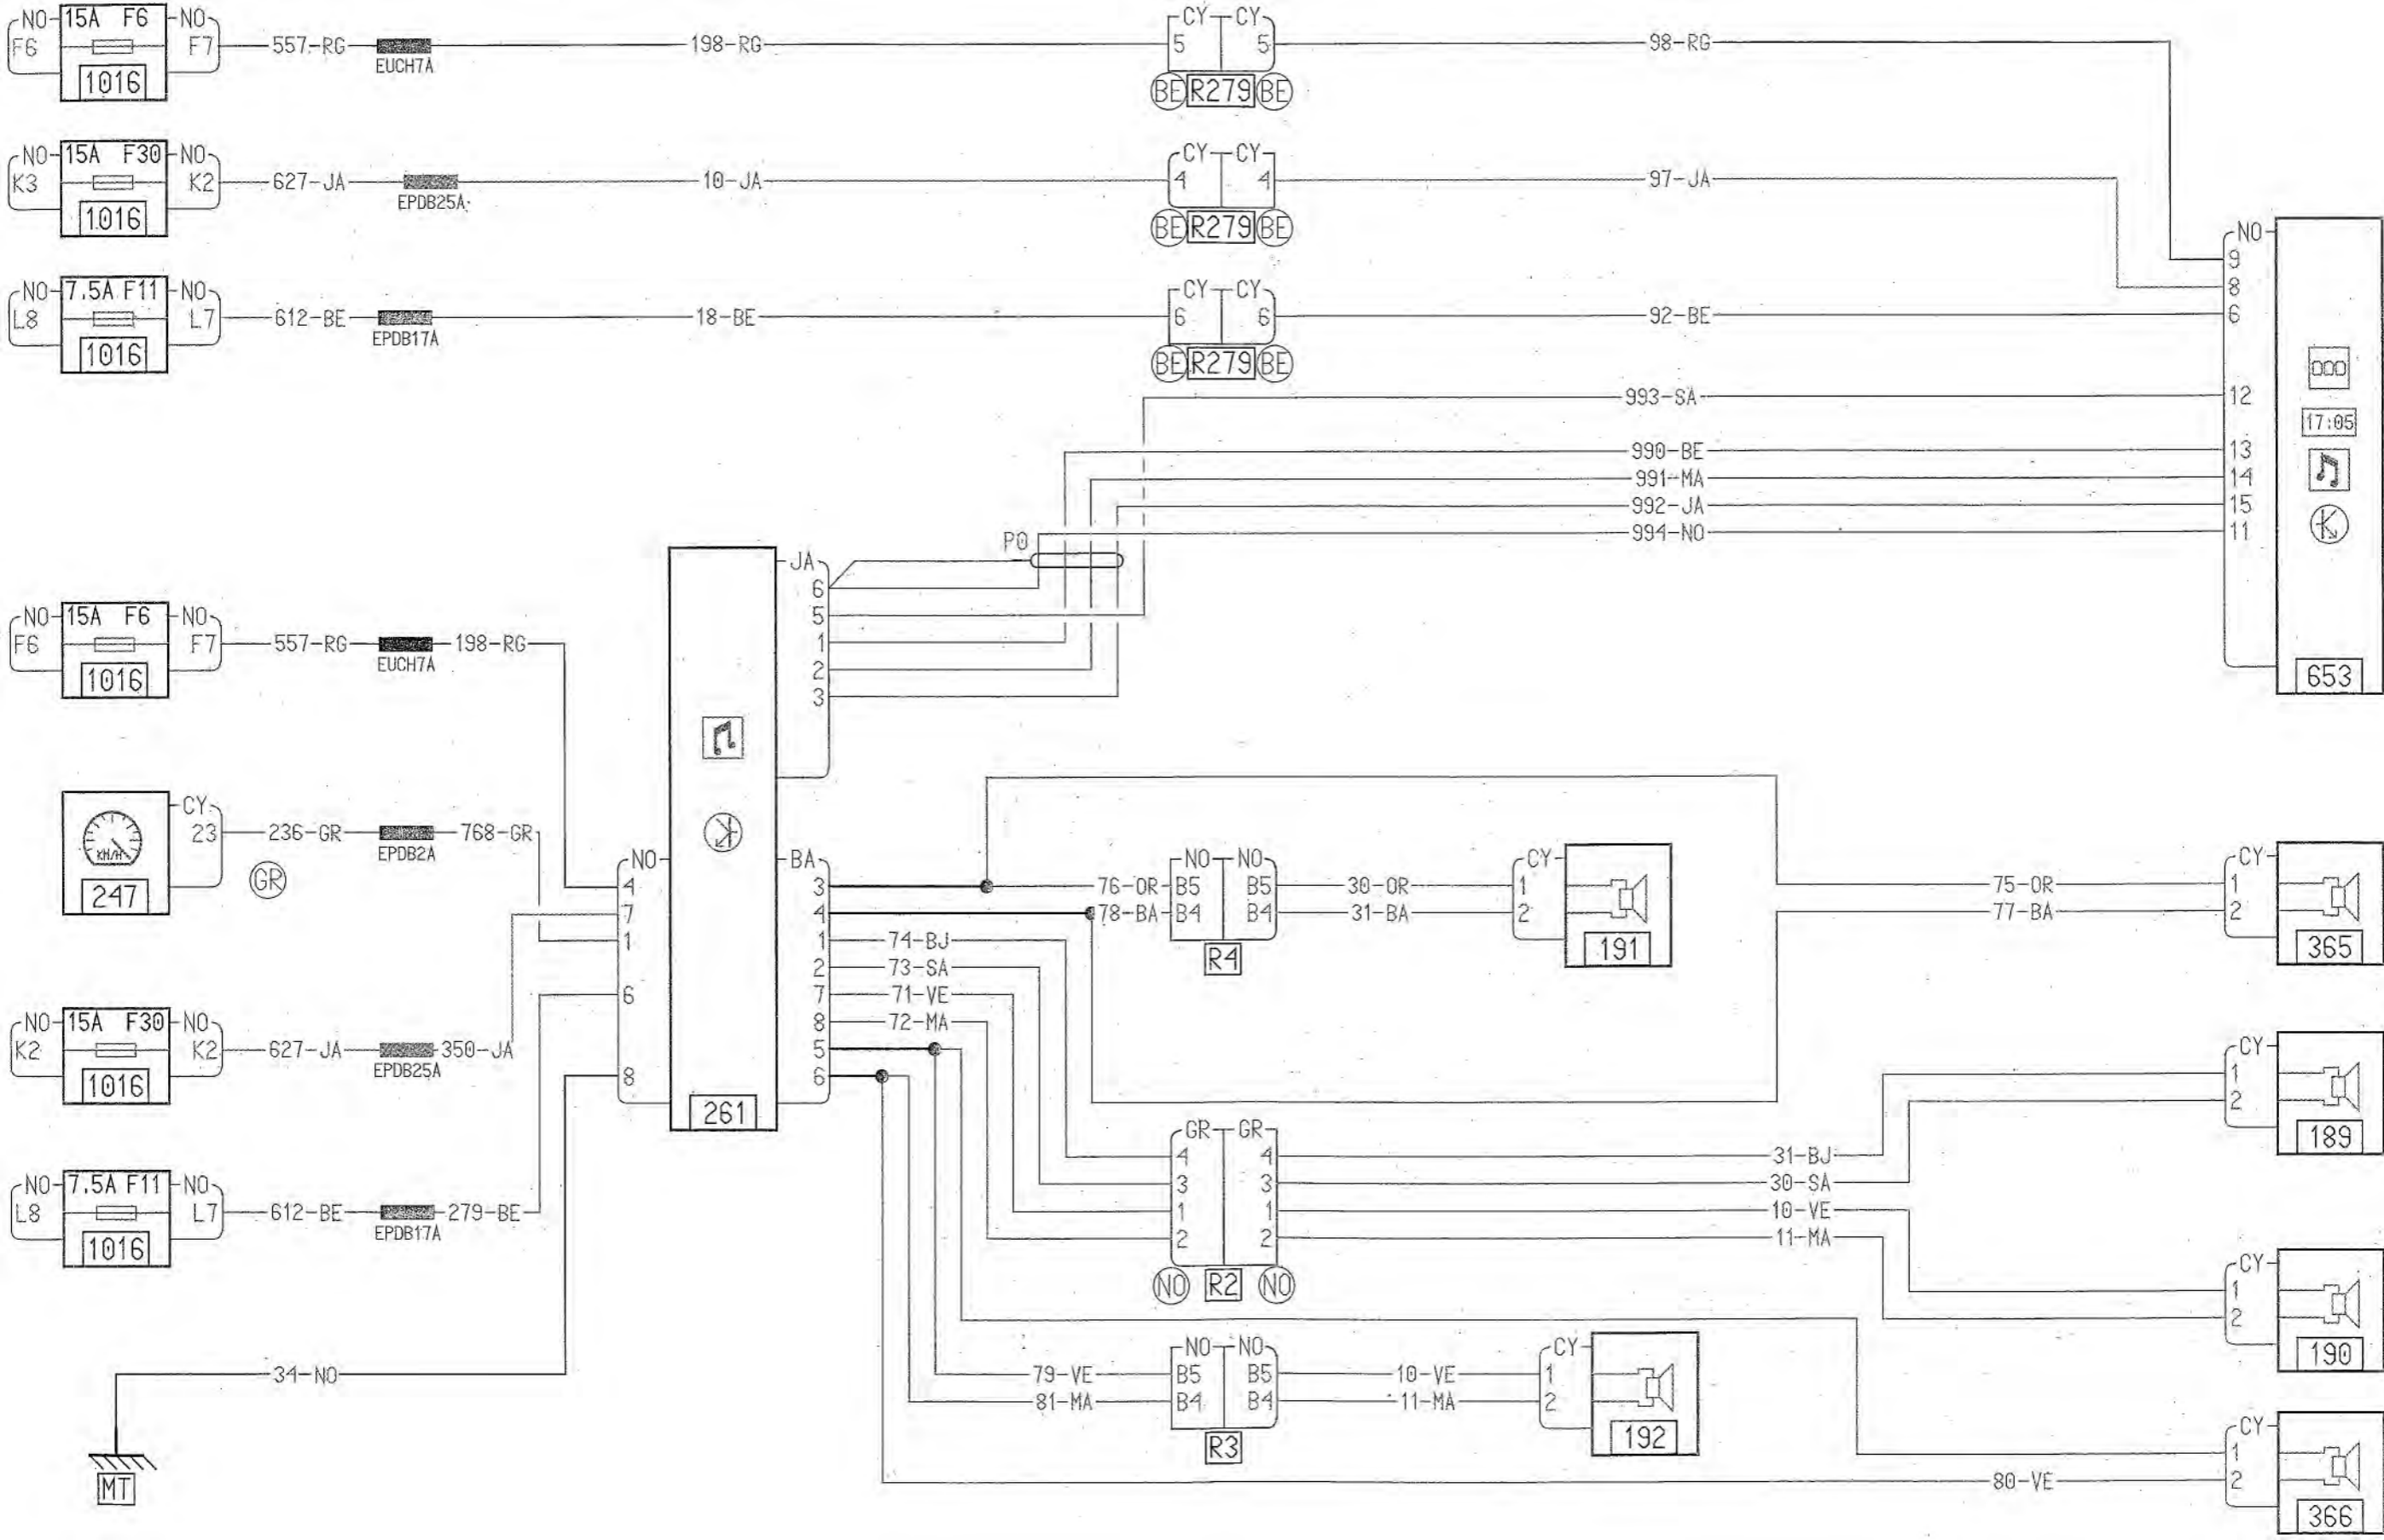 NO 15A F6 NO
F6 F7 557-RG 198-RG
EUCH7A
1016
CY CY
5 5 98-RG
BE R279 BE
NO 15A F30 NO
K3 K2 627-JA 10-JA
EPDB25A
1016
CY CY
4 4 97-JA
BE R279 BE
NO 7.5A F11 NO
L8 L7 612-BE 18-BE
EPDB17A
1016
CY CY
6 6 92-BE
BE R279 BE
NO
9
8
6
993-SA 12
990-BE 13
991-MA 14
992-JA 15
994-NO 11
17:05
653
P0
JA
6
5
1
2
3
NO 15A F6 NO
F6 F7 557-RG 198-RG
EUCH7A
1016
CY
23 236-GR 768-GR
EPDB2A
KM/H
247
GR
NO
4
7
1
6
8
NO 15A F30 NO
K2 K2 627-JA 350-JA
EPDB25A
1016
NO 7.5A F11 NO
L8 L7 612-BE 279-BE
EPDB17A
1016
34-NO
MT
261
BA
3
4
1 74-BJ
2 73-SA
7 71-VE
8 72-MA
5
6
NO NO CY
76-OR B5 B5 30-OR 1
78-BA B4 B4 31-BA 2
R4
191
CY
75-OR 1
77-BA 2
365
CY
1
2
189
GR GR
4 4 31-BJ
3 3 30-SA
1 1 10-VE
2 2 11-MA
NO R2 NO
CY
1
2
190
NO NO CY
79-VE B5 B5 10-VE 1
81-MA B4 B4 11-MA 2
R3
192
CY
1
80-VE 2
366